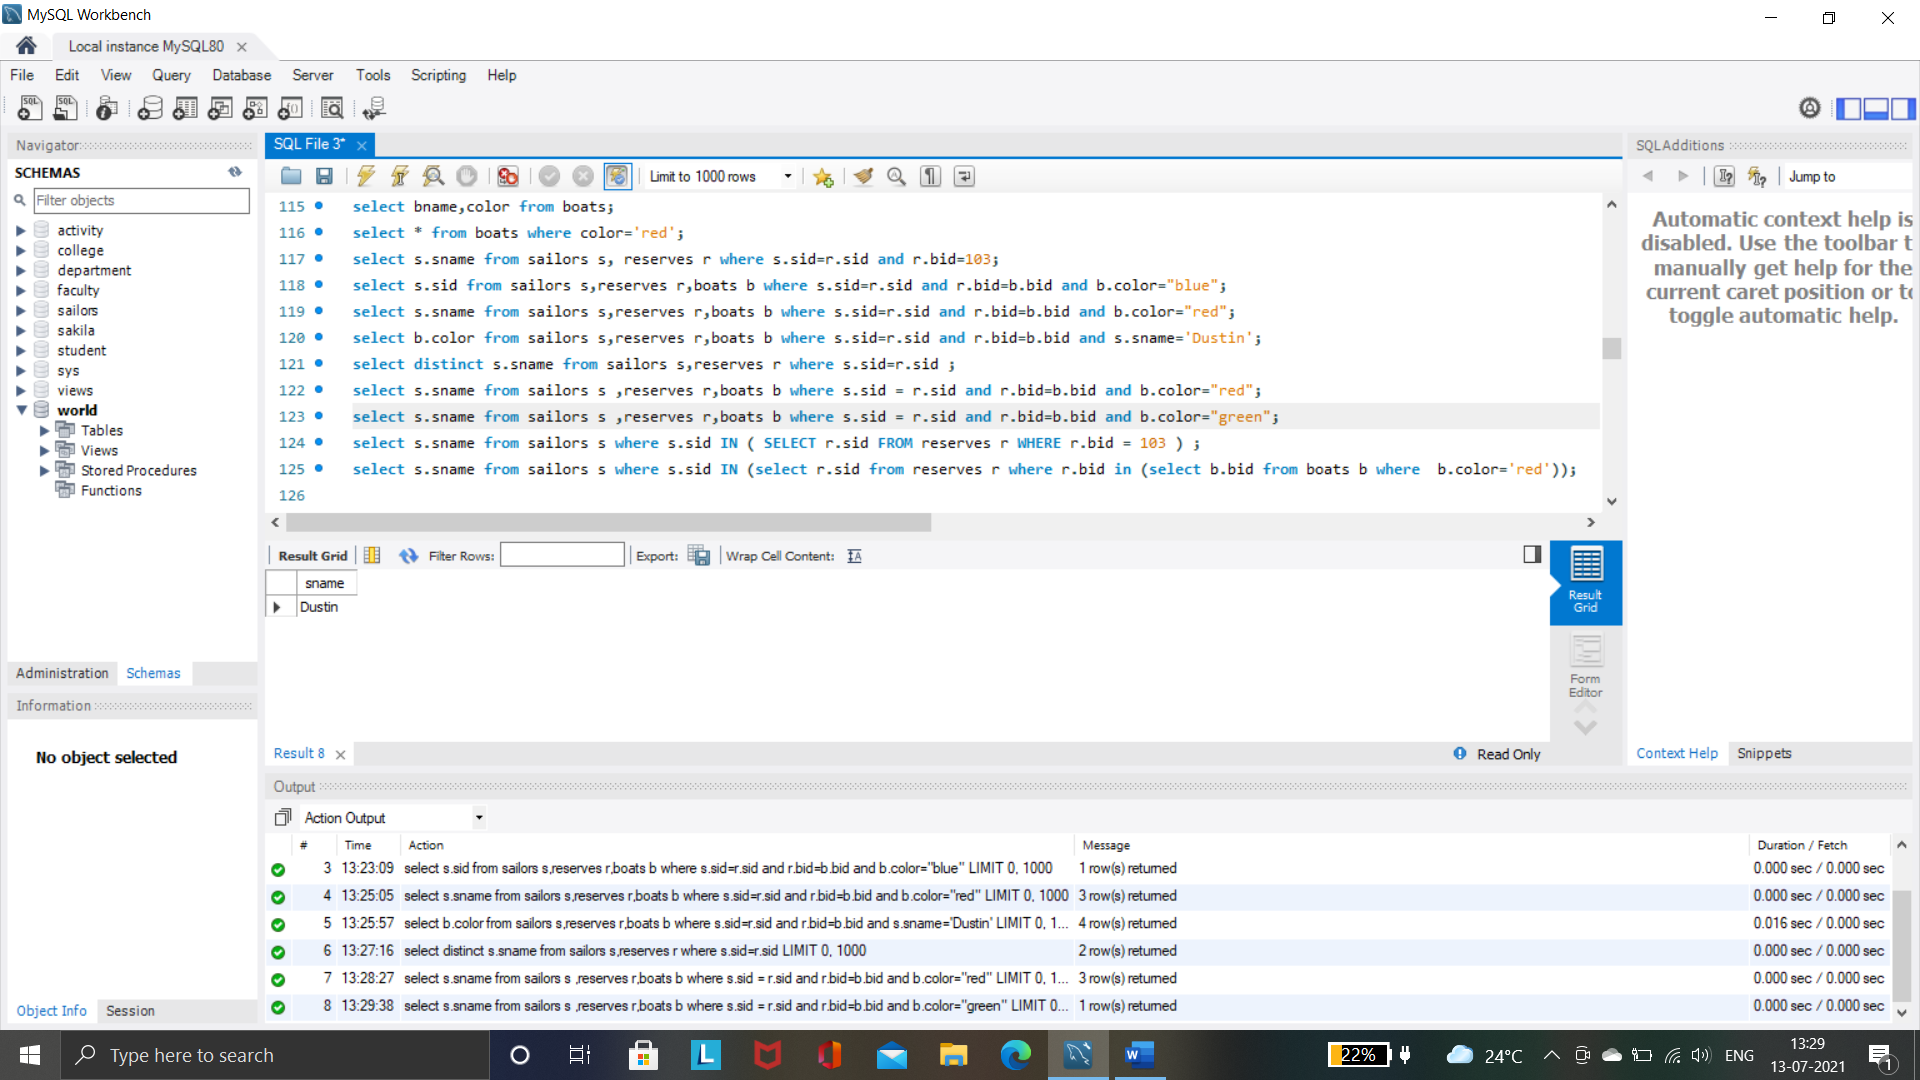 MySQL Workbench
Local instance MySQL80
File Edit View Query Database Server Tools Scripting Help
Navigator
SCHEMAS
Filter objects
activity
college
department
faculty
sailors
sakila
student
sys
views
world
Tables
Views
Stored Procedures
Functions
Administration Schemas
Information
No object selected
Object Info Session
SQL File 3*
Limit to 1000 rows
115 select bname,color from boats;
116 select * from boats where color='red';
117 select s.sname from sailors s, reserves r where s.sid=r.sid and r.bid=103;
118 select s.sid from sailors s,reserves r,boats b where s.sid=r.sid and r.bid=b.bid and b.color="blue";
119 select s.sname from sailors s,reserves r,boats b where s.sid=r.sid and r.bid=b.bid and b.color="red";
120 select b.color from sailors s,reserves r,boats b where s.sid=r.sid and r.bid=b.bid and s.sname='Dustin';
121 select distinct s.sname from sailors s,reserves r where s.sid=r.sid ;
122 select s.sname from sailors s ,reserves r,boats b where s.sid = r.sid and r.bid=b.bid and b.color="red";
123 select s.sname from sailors s ,reserves r,boats b where s.sid = r.sid and r.bid=b.bid and b.color="green";
124 select s.sname from sailors s where s.sid IN ( SELECT r.sid FROM reserves r WHERE r.bid = 103 ) ;
125 select s.sname from sailors s where s.sid IN (select r.sid from reserves r where r.bid in (select b.bid from boats b where b.color='red'));
126
Result Grid Filter Rows: Export: Wrap Cell Content:
sname
Dustin
Result Grid
Form Editor
Result 8
Read Only
SQLAdditions
Jump to
Automatic context help is
disabled. Use the toolbar t
manually get help for the
current caret position or to
toggle automatic help.
Context Help Snippets
Output
Action Output
# Time Action Message Duration / Fetch
3 13:23:09 select s.sid from sailors s,reserves r,boats b where s.sid=r.sid and r.bid=b.bid and b.color="blue" LIMIT 0, 1000 1 row(s) returned 0.000 sec / 0.000 sec
4 13:25:05 select s.sname from sailors s,reserves r,boats b where s.sid=r.sid and r.bid=b.bid and b.color="red" LIMIT 0, 1000 3 row(s) returned 0.000 sec / 0.000 sec
5 13:25:57 select b.color from sailors s,reserves r,boats b where s.sid=r.sid and r.bid=b.bid and s.sname='Dustin' LIMIT 0, 1... 4 row(s) returned 0.016 sec / 0.000 sec
6 13:27:16 select distinct s.sname from sailors s,reserves r where s.sid=r.sid LIMIT 0, 1000 2 row(s) returned 0.000 sec / 0.000 sec
7 13:28:27 select s.sname from sailors s ,reserves r,boats b where s.sid = r.sid and r.bid=b.bid and b.color="red" LIMIT 0, 1... 3 row(s) returned 0.000 sec / 0.000 sec
8 13:29:38 select s.sname from sailors s ,reserves r,boats b where s.sid = r.sid and r.bid=b.bid and b.color="green" LIMIT 0... 1 row(s) returned 0.000 sec / 0.000 sec
Type here to search
22%
24°C
ENG
13:29
13-07-2021
1